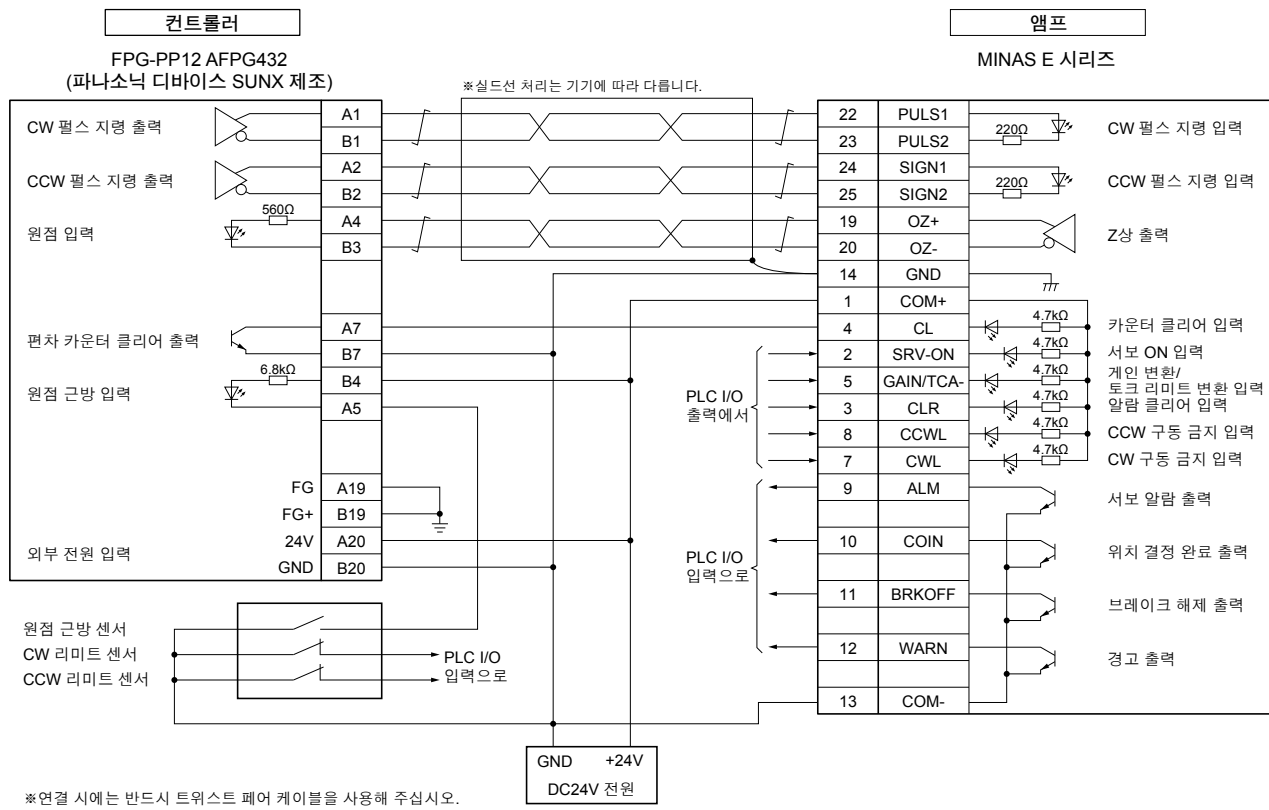 컨트롤러
FPG-PP12 AFPG432
(파나소닉 디바이스 SUNX 제조)
앰프
MINAS E 시리즈
※실드선 처리는 기기에 따라 다릅니다.
CW 펄스 지령 출력
A1
B1
CCW 펄스 지령 출력
A2
B2
원점 입력
560Ω
A4
B3
편차 카운터 클리어 출력
A7
B7
원점 근방 입력
6.8kΩ
B4
A5
FG
A19
FG+
B19
외부 전원 입력
24V
A20
GND
B20
22 PULS1
23 PULS2
220Ω
CW 펄스 지령 입력
24 SIGN1
25 SIGN2
220Ω
CCW 펄스 지령 입력
19 OZ+
20 OZ-
Z상 출력
14 GND
1 COM+
4 CL
4.7kΩ
카운터 클리어 입력
2 SRV-ON
4.7kΩ
서보 ON 입력
5 GAIN/TCA-
4.7kΩ
게인 변환/
토크 리미트 변환 입력
3 CLR
4.7kΩ
알람 클리어 입력
8 CCWL
4.7kΩ
CCW 구동 금지 입력
7 CWL
4.7kΩ
CW 구동 금지 입력
PLC I/O
출력에서
9 ALM
서보 알람 출력
10 COIN
위치 결정 완료 출력
11 BRKOFF
브레이크 해제 출력
12 WARN
경고 출력
13 COM-
PLC I/O
입력으로
원점 근방 센서
CW 리미트 센서
CCW 리미트 센서
PLC I/O
입력으로
GND +24V
DC24V 전원
※연결 시에는 반드시 트위스트 페어 케이블을 사용해 주십시오.